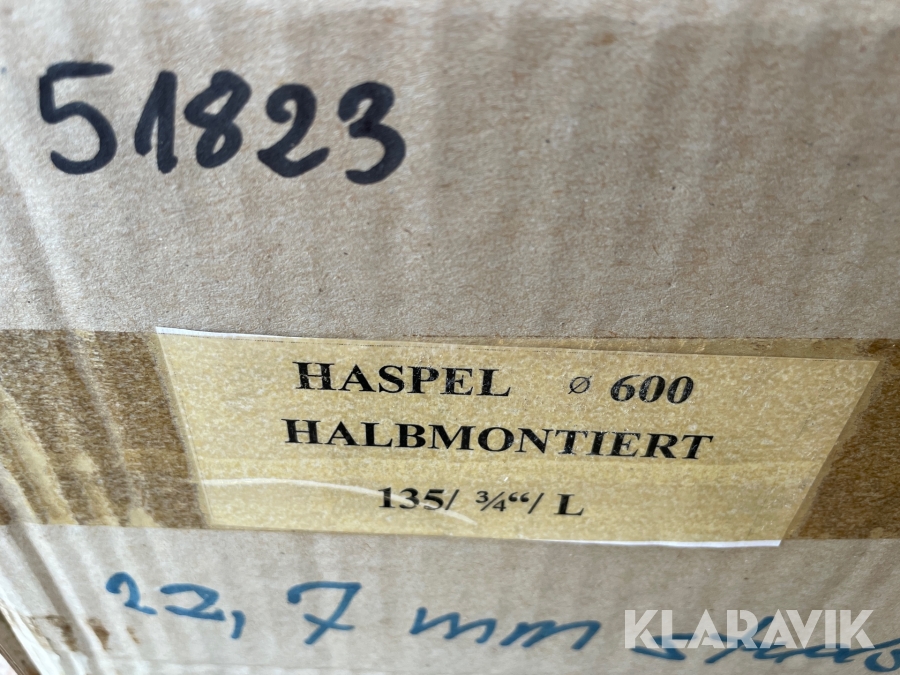 51823
HASPEL ⌀ 600
HALBMONTIERT
135/ ¾“/ L
22,7 mm
KLARAVIK